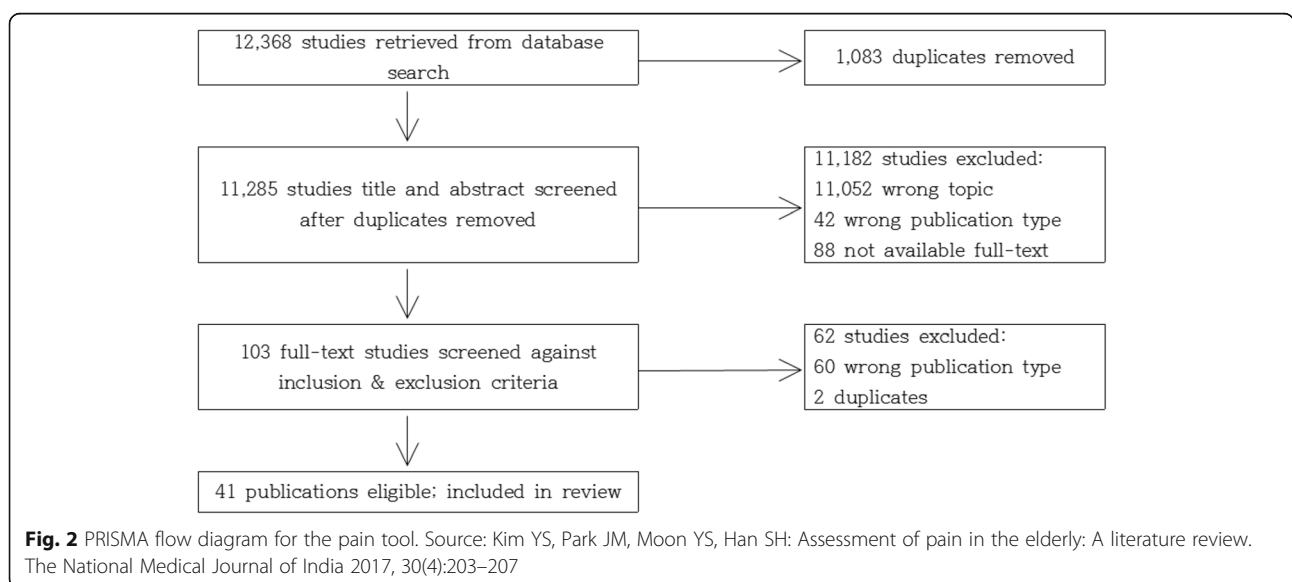 12,368 studies retrieved from database
search
1,083 duplicates removed
11,285 studies title and abstract screened
after duplicates removed
11,182 studies excluded:
11,052 wrong topic
42 wrong publication type
88 not available full-text
103 full-text studies screened against
inclusion & exclusion criteria
62 studies excluded:
60 wrong publication type
2 duplicates
41 publications eligible; included in review
Fig. 2 PRISMA flow diagram for the pain tool. Source: Kim YS, Park JM, Moon YS, Han SH: Assessment of pain in the elderly: A literature review.
The National Medical Journal of India 2017, 30(4):203–207